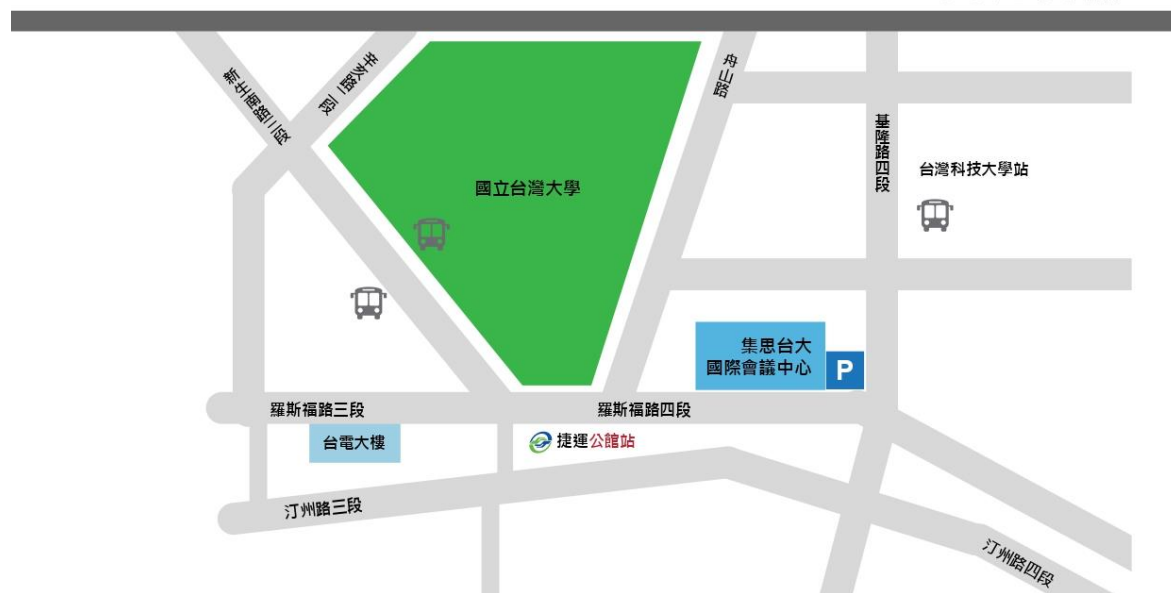 新生南路三段
辛亥路一段
舟山路
基隆路四段
國立台灣大學
台灣科技大學站
集思台大
國際會議中心
P
羅斯福路三段
羅斯福路四段
台電大樓
捷運公館站
汀州路三段
汀州路四段